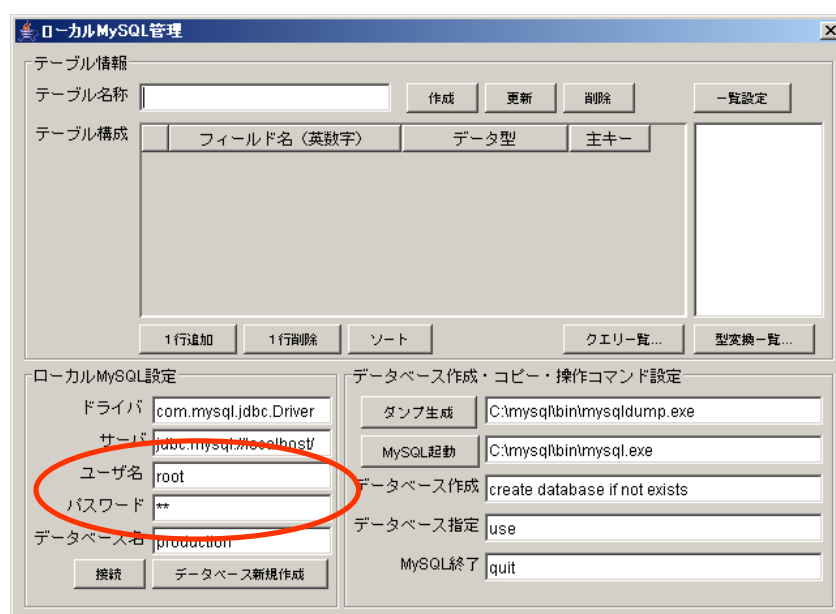 ローカルMySQL管理
テーブル情報
テーブル名称 作成 更新 削除 一覧設定
テーブル構成 フィールド名（英数字） データ型 主キー
1行追加 1行削除 ソート クエリ一覧... 型変換一覧...
ローカルMySQL設定
ドライバ com.mysql.jdbc.Driver
サーバ jdbc:mysql://localhost/
ユーザ名 root
パスワード **
データベース名 production
接続 データベース新規作成
データベース作成・コピー・操作コマンド設定
ダンプ生成 C:\mysql\bin\mysqldump.exe
MySQL起動 C:\mysql\bin\mysql.exe
データベース作成 create database if not exists
データベース指定 use
MySQL終了 quit